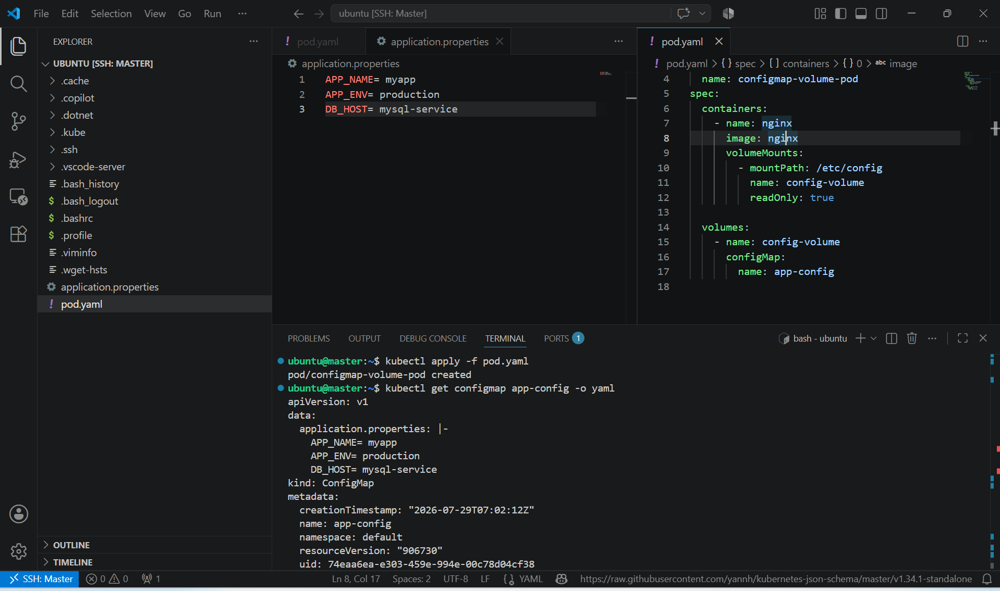 File Edit Selection View Go Run ···
ubuntu [SSH: Master]
EXPLORER
UBUNTU [SSH: MASTER]
.cache
.copilot
.dotnet
.kube
.ssh
.vscode-server
.bash_history
.bash_logout
.bashrc
.profile
.viminfo
.wget-hsts
application.properties
pod.yaml
OUTLINE
TIMELINE
pod.yaml
application.properties
application.properties
1 APP_NAME= myapp
2 APP_ENV= production
3 DB_HOST= mysql-service
pod.yaml
pod.yaml > {} spec > [] containers > {} 0 > abc image
4 name: configmap-volume-pod
5 spec:
6 containers:
7 - name: nginx
8 image: nginx
9 volumeMounts:
10 - mountPath: /etc/config
11 name: config-volume
12 readOnly: true
13
14 volumes:
15 - name: config-volume
16 configMap:
17 name: app-config
18
PROBLEMS OUTPUT DEBUG CONSOLE TERMINAL PORTS 1
bash - ubuntu
ubuntu@master:~$ kubectl apply -f pod.yaml
pod/configmap-volume-pod created
ubuntu@master:~$ kubectl get configmap app-config -o yaml
apiVersion: v1
data:
application.properties: |-
APP_NAME= myapp
APP_ENV= production
DB_HOST= mysql-service
kind: ConfigMap
metadata:
creationTimestamp: "2026-07-29T07:02:12Z"
name: app-config
namespace: default
resourceVersion: "906730"
uid: 74eaa6ea-e303-459e-994e-00c78d04cf38
SSH: Master 0 0 1 Ln 8, Col 17 Spaces: 2 UTF-8 LF YAML https://raw.githubusercontent.com/yannh/kubernetes-json-schema/master/v1.34.1-standalone